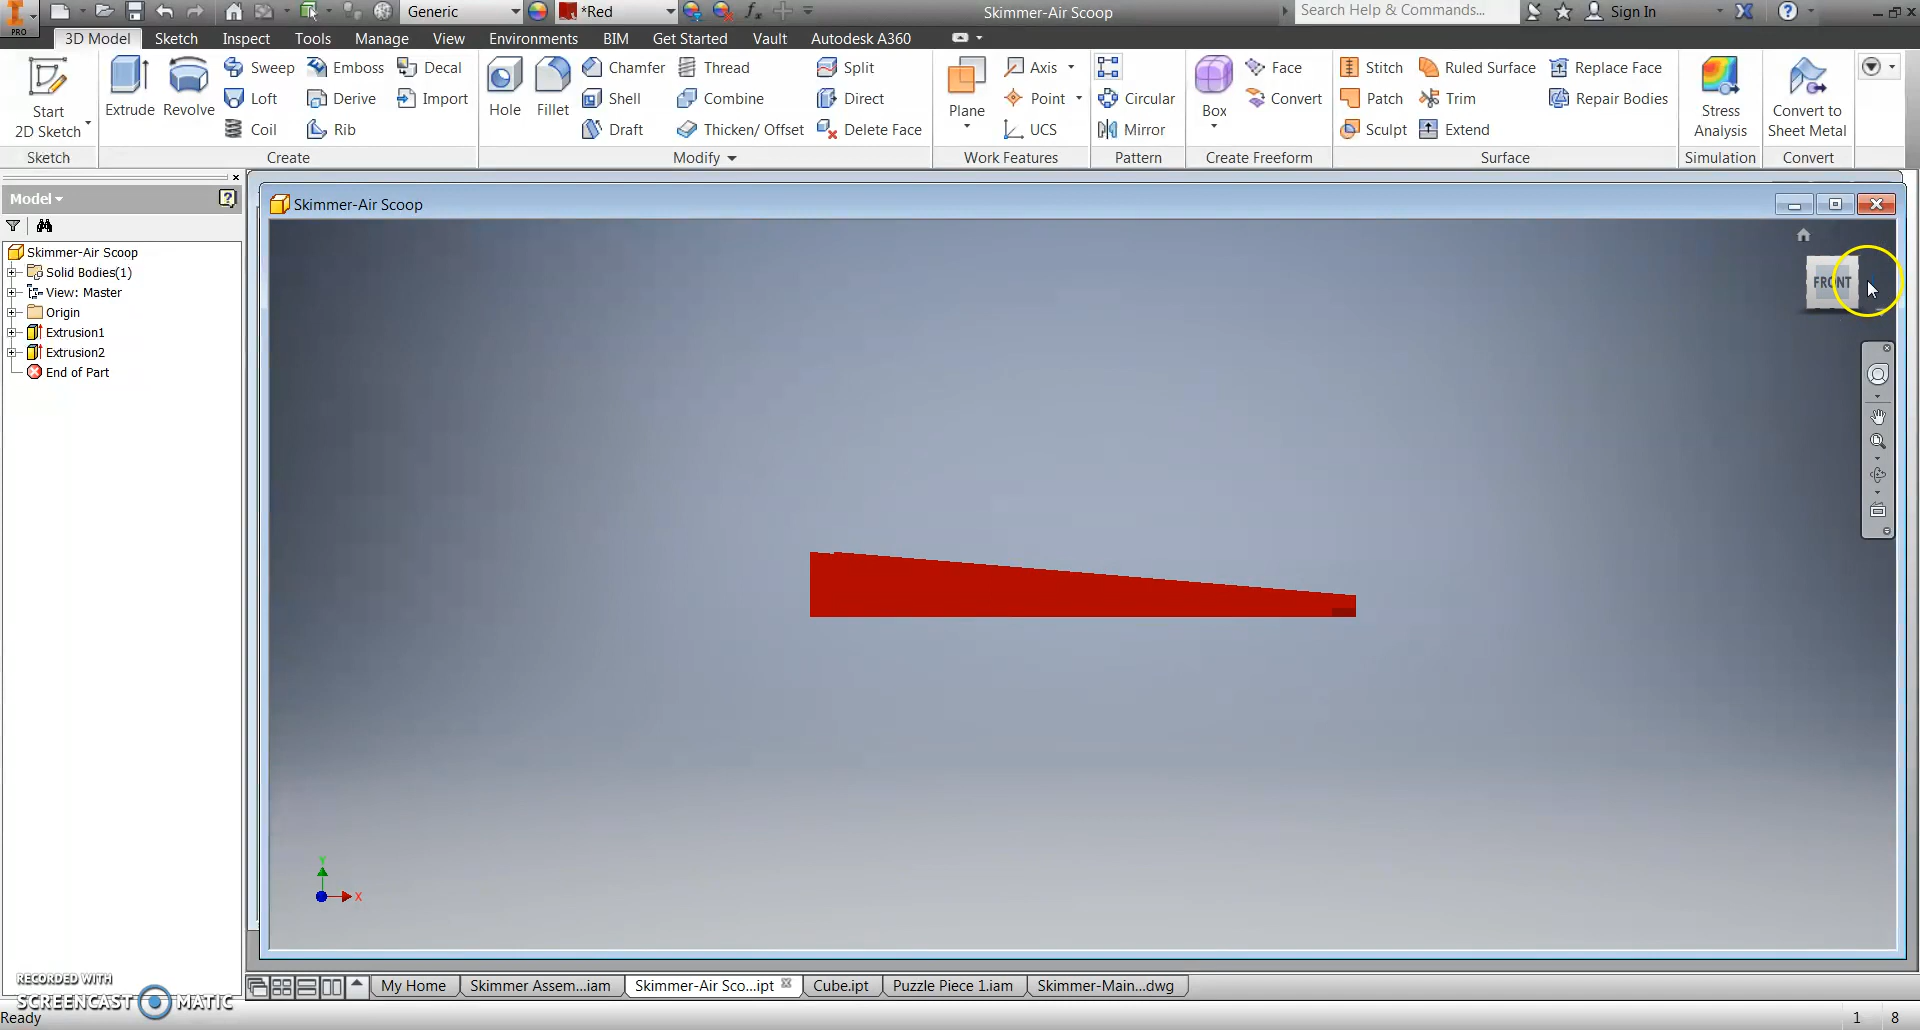 PRO
Generic
*Red
Skimmer-Air Scoop
Search Help & Commands...
Sign In
3D Model
Sketch
Inspect
Tools
Manage
View
Environments
BIM
Get Started
Vault
Autodesk A360
Start
2D Sketch
Extrude
Revolve
Sweep
Loft
Coil
Emboss
Derive
Rib
Decal
Import
Hole
Fillet
Chamfer
Shell
Draft
Thread
Combine
Thicken/ Offset
Split
Direct
Delete Face
Plane
Axis
Point
UCS
Circular
Mirror
Box
Face
Convert
Stitch
Patch
Sculpt
Ruled Surface
Trim
Extend
Replace Face
Repair Bodies
Stress
Analysis
Convert to
Sheet Metal
Sketch
Create
Modify
Work Features
Pattern
Create Freeform
Surface
Simulation
Convert
Model
Skimmer-Air Scoop
Solid Bodies(1)
View: Master
Origin
Extrusion1
Extrusion2
End of Part
Skimmer-Air Scoop
FRONT
Y
X
RECORDED WITH
SCREENCAST MATIC
My Home
Skimmer Assem...iam
Skimmer-Air Sco...ipt
Cube.ipt
Puzzle Piece 1.iam
Skimmer-Main...dwg
Ready
1
8